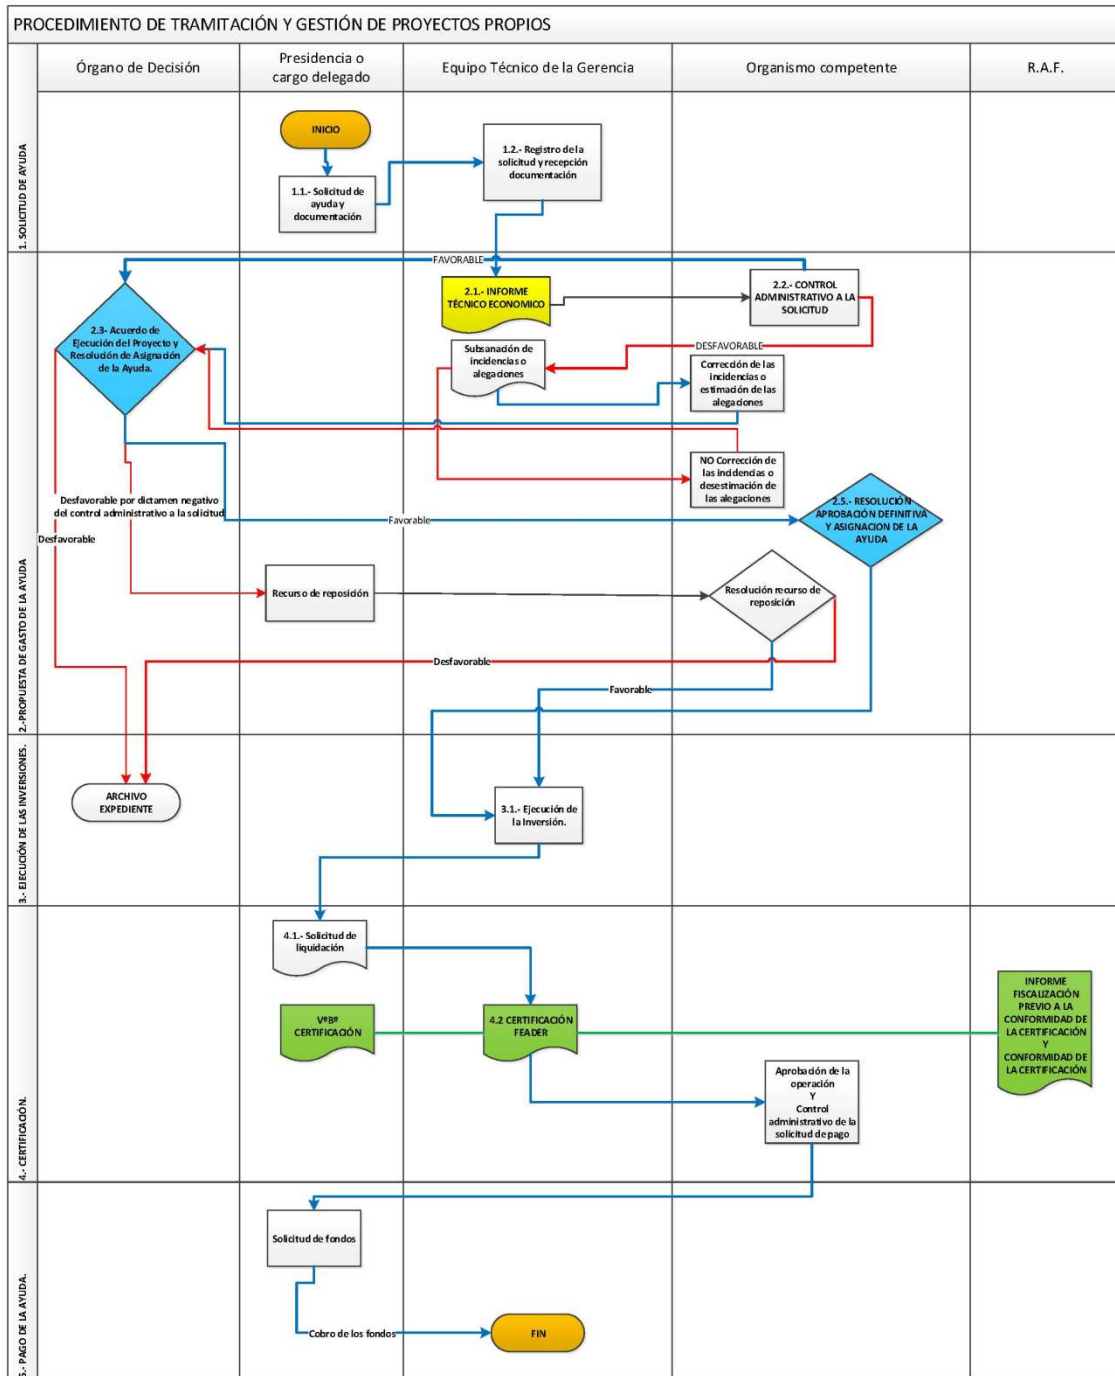 PROCEDIMIENTO DE TRAMITACIÓN Y GESTIÓN DE PROYECTOS PROPIOS
Órgano de Decisión
Presidencia o
cargo delegado
Equipo Técnico de la Gerencia
Organismo competente
R.A.F.
1. SOLICITUD DE AYUDA
INICIO
1.1.- Solicitud de
ayuda y
documentación
1.2.- Registro de la
solicitud y recepción
documentación
2.-PROPUESTA DE GASTO DE LA AYUDA
FAVORABLE
2.1.- INFORME
TÉCNICO ECONOMICO
2.2.- CONTROL
ADMINISTRATIVO A LA
SOLICITUD
2.3- Acuerdo de
Ejecución del Proyecto y
Resolución de Asignación
de la Ayuda.
DESFAVORABLE
Subsanación de
incidencias o
alegaciones
Corrección de las
incidencias o
estimación de las
alegaciones
NO Corrección de
las incidencias o
desestimación de
las alegaciones
2.5.- RESOLUCIÓN
APROBACIÓN DEFINITIVA
Y ASIGNACION DE LA
AYUDA
Desfavorable por dictamen negativo
del control administrativo a la solicitud
Favorable
Desfavorable
Recurso de reposición
Resolución recurso de
reposición
Desfavorable
Favorable
3.- EJECUCIÓN DE LAS INVERSIONES.
ARCHIVO
EXPEDIENTE
3.1.- Ejecución de
la Inversión.
4.- CERTIFICACIÓN.
4.1.- Solicitud de
liquidación
VºBº
CERTIFICACIÓN
4.2 CERTIFICACIÓN
FEADER
INFORME
FISCALIZACIÓN
PREVIO A LA
CONFORMIDAD DE
LA CERTIFICACIÓN
Y
CONFORMIDAD DE
LA CERTIFICACIÓN
Aprobación de la
operación
Y
Control
administrativo de la
solicitud de pago
5.- PAGO DE LA AYUDA.
Solicitud de fondos
Cobro de los fondos
FIN